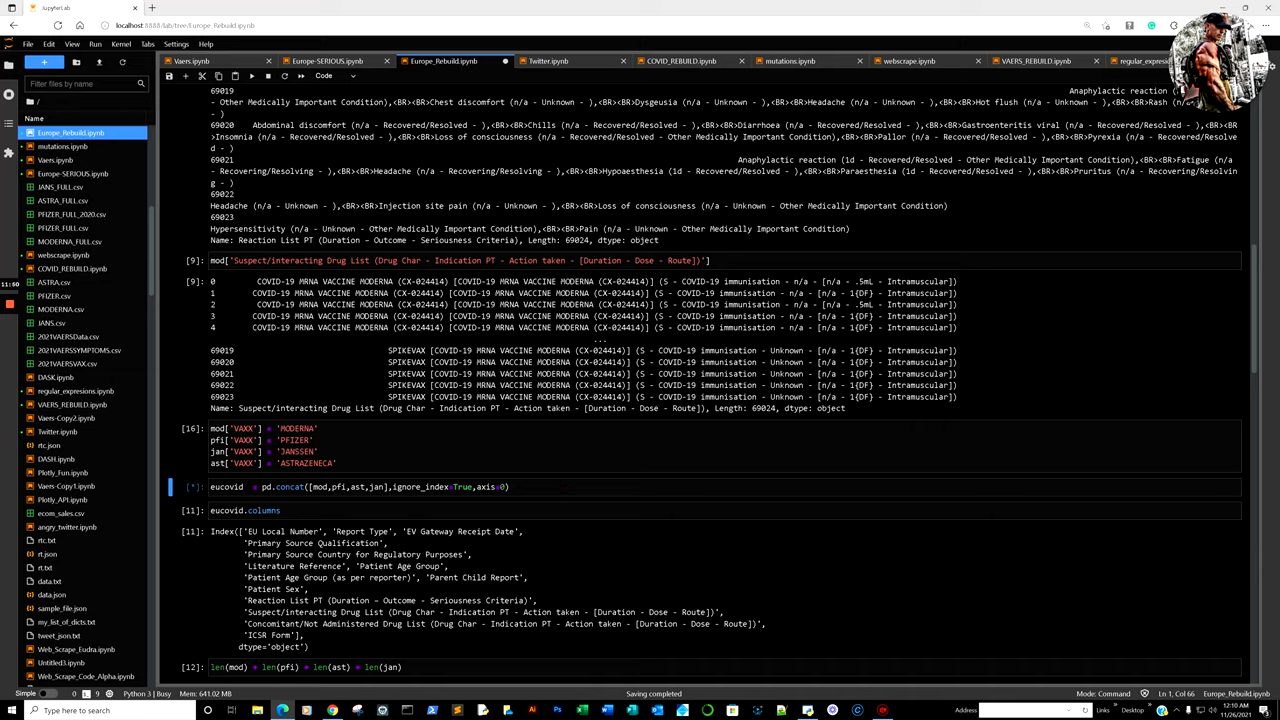 JupyterLab
localhost:8888/lab/tree/Europe_Rebuild.ipynb
File Edit View Run Kernel Tabs Settings Help
Vaers.ipynb Europe-SERIOUS.ipynb Europe_Rebuild.ipynb Twitter.ipynb COVID_REBUILD.ipynb mutations.ipynb webscrape.ipynb VAERS_REBUILD.ipynb
Code
Filter files by name
/
Name
Europe_Rebuild.ipynb
mutations.ipynb
Vaers.ipynb
Europe-SERIOUS.ipynb
JANS_FULL.csv
ASTRA_FULL.csv
PFIZER_FULL_2020.csv
PFIZER_FULL.csv
MODERNA_FULL.csv
webscrape.ipynb
COVID_REBUILD.ipynb
ASTRA.csv
PFIZER.csv
MODERNA.csv
JANS.csv
2021VAERSData.csv
2021VAERSSYMPTOMS.csv
2021VAERSVAX.csv
DASK.ipynb
regular_expresions.ipynb
VAERS_REBUILD.ipynb
Vaers-Copy2.ipynb
Twitter.ipynb
rtc.json
DASH.ipynb
Plotly_Fun.ipynb
Vaers-Copy1.ipynb
Plotly_API.ipynb
ecom_sales.csv
angry_twitter.ipynb
rtc.txt
rt.json
rt.txt
data.txt
data.json
sample_file.json
my_list_of_dicts.txt
tweet_json.txt
Web_Scrape_Eudra.ipynb
Untitled3.ipynb
Web_Scrape_Code_Alpha.ipynb
11:50
69019 Anaphylactic reaction (
- Other Medically Important Condition),<BR><BR>Chest discomfort (n/a - Unknown - ),<BR><BR>Dysgeusia (n/a - Unknown - ),<BR><BR>Headache (n/a - Unknown - ),<BR><BR>Hot flush (n/a - Unknown - ),<BR><BR>Rash (n/a - Unknown -
69020 Abdominal discomfort (n/a - Recovered/Resolved - ),<BR><BR>Chills (n/a - Recovered/Resolved - ),<BR><BR>Diarrhoea (n/a - Recovered/Resolved - ),<BR><BR>Gastroenteritis viral (n/a - Recovered/Resolved - ),<BR><B
R>Insomnia (n/a - Recovered/Resolved - ),<BR><BR>Loss of consciousness (n/a - Recovered/Resolved - ),<BR><BR>Pallor (n/a - Recovered/Resolved - ),<BR><BR>Pyrexia (n/a - Recovered/Resolve
d - )
69021 Anaphylactic reaction (1d - Recovered/Resolved - Other Medically Important Condition),<BR><BR>Fatigue (n/a
- Recovering/Resolving - ),<BR><BR>Headache (n/a - Recovering/Resolving - ),<BR><BR>Hypoaesthesia (1d - Recovered/Resolved - ),<BR><BR>Paraesthesia (1d - Recovered/Resolved - ),<BR><BR>Pruritus (n/a - Recovering/Resolvin
g - )
69022
Headache (n/a - Unknown - ),<BR><BR>Injection site pain (n/a - Unknown - ),<BR><BR>Loss of consciousness (n/a - Unknown - Other Medically Important Condition)
69023
Hypersensitivity (n/a - Unknown - Other Medically Important Condition),<BR><BR>Pain (n/a - Unknown - Other Medically Important Condition)
Name: Reaction List PT (Duration – Outcome - Seriousness Criteria), Length: 69024, dtype: object
[9]: mod['Suspect/interacting Drug List (Drug Char - Indication PT - Action taken - [Duration - Dose - Route])']
[9]: 0 COVID-19 MRNA VACCINE MODERNA (CX-024414) [COVID-19 MRNA VACCINE MODERNA (CX-024414)] (S - COVID-19 immunisation - n/a - [n/a - .5mL - Intramuscular])
1 COVID-19 MRNA VACCINE MODERNA (CX-024414) [COVID-19 MRNA VACCINE MODERNA (CX-024414)] (S - COVID-19 immunisation - n/a - [n/a - 1{DF} - Intramuscular])
2 COVID-19 MRNA VACCINE MODERNA (CX-024414) [COVID-19 MRNA VACCINE MODERNA (CX-024414)] (S - COVID-19 immunisation - n/a - [n/a - .5mL - Intramuscular])
3 COVID-19 MRNA VACCINE MODERNA (CX-024414) [COVID-19 MRNA VACCINE MODERNA (CX-024414)] (S - COVID-19 immunisation - n/a - [n/a - 1{DF} - Intramuscular])
4 COVID-19 MRNA VACCINE MODERNA (CX-024414) [COVID-19 MRNA VACCINE MODERNA (CX-024414)] (S - COVID-19 immunisation - n/a - [n/a - 1{DF} - Intramuscular])
...
69019 SPIKEVAX [COVID-19 MRNA VACCINE MODERNA (CX-024414)] (S - COVID-19 immunisation - Unknown - [n/a - 1{DF} - Intramuscular])
69020 SPIKEVAX [COVID-19 MRNA VACCINE MODERNA (CX-024414)] (S - COVID-19 immunisation - Unknown - [n/a - 1{DF} - Intramuscular])
69021 SPIKEVAX [COVID-19 MRNA VACCINE MODERNA (CX-024414)] (S - COVID-19 immunisation - Unknown - [n/a - 1{DF} - Intramuscular])
69022 SPIKEVAX [COVID-19 MRNA VACCINE MODERNA (CX-024414)] (S - COVID-19 immunisation - Unknown - [n/a - 1{DF} - Intramuscular])
69023 SPIKEVAX [COVID-19 MRNA VACCINE MODERNA (CX-024414)] (S - COVID-19 immunisation - Unknown - [n/a - 1{DF} - Intramuscular])
Name: Suspect/interacting Drug List (Drug Char - Indication PT - Action taken - [Duration - Dose - Route]), Length: 69024, dtype: object
[16]: mod['VAXX'] = 'MODERNA'
pfi['VAXX'] = 'PFIZER'
jan['VAXX'] = 'JANSSEN'
ast['VAXX'] = 'ASTRAZENECA'
[*]: eucovid = pd.concat([mod,pfi,ast,jan],ignore_index=True,axis=0)
[11]: eucovid.columns
[11]: Index(['EU Local Number', 'Report Type', 'EV Gateway Receipt Date',
'Primary Source Qualification',
'Primary Source Country for Regulatory Purposes',
'Literature Reference', 'Patient Age Group',
'Patient Age Group (as per reporter)', 'Parent Child Report',
'Patient Sex',
'Reaction List PT (Duration – Outcome - Seriousness Criteria)',
'Suspect/interacting Drug List (Drug Char - Indication PT - Action taken - [Duration - Dose - Route])',
'Concomitant/Not Administered Drug List (Drug Char - Indication PT - Action taken - [Duration - Dose - Route])',
'ICSR Form'],
dtype='object')
[12]: len(mod) + len(pfi) + len(ast) + len(jan)
Simple 0 9 Python 3 | Busy Mem: 641.02 MB Saving completed Mode: Command Ln 1, Col 66 Europe_Rebuild.ipynb
Type here to search Address Links Desktop 12:10 AM
11/26/2021